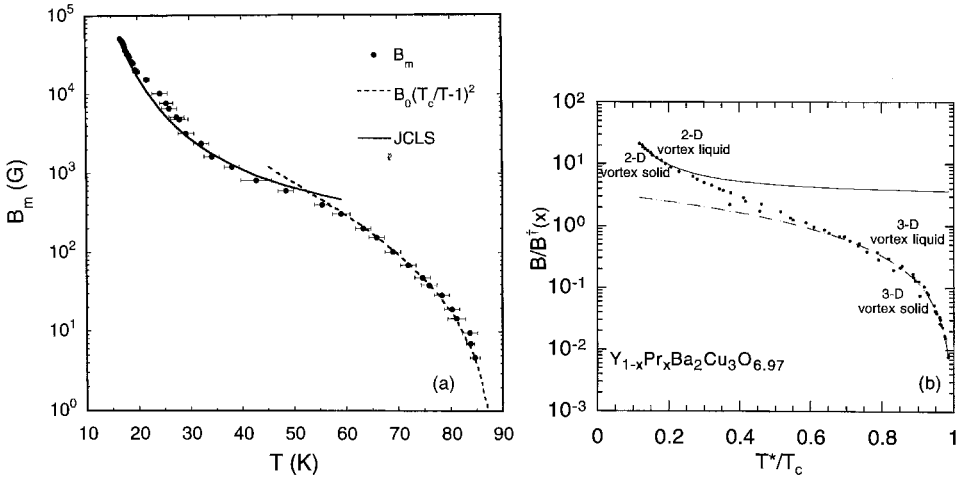 10^5
10^4
10^3
10^2
10^1
10^0
B_m (G)
B_m
B_0(T_c/T-1)^2
JCLS
ℓ
(a)
10 20 30 40 50 60 70 80 90 100
T (K)
10^2
10^1
10^0
10^-1
10^-2
10^-3
B/B^†(x)
2-D
vortex liquid
2-D
vortex solid
3-D
vortex liquid
3-D
vortex solid
Y_{1-x}Pr_xBa_2Cu_3O_{6.97}
(b)
0 0.2 0.4 0.6 0.8 1
T*/T_c